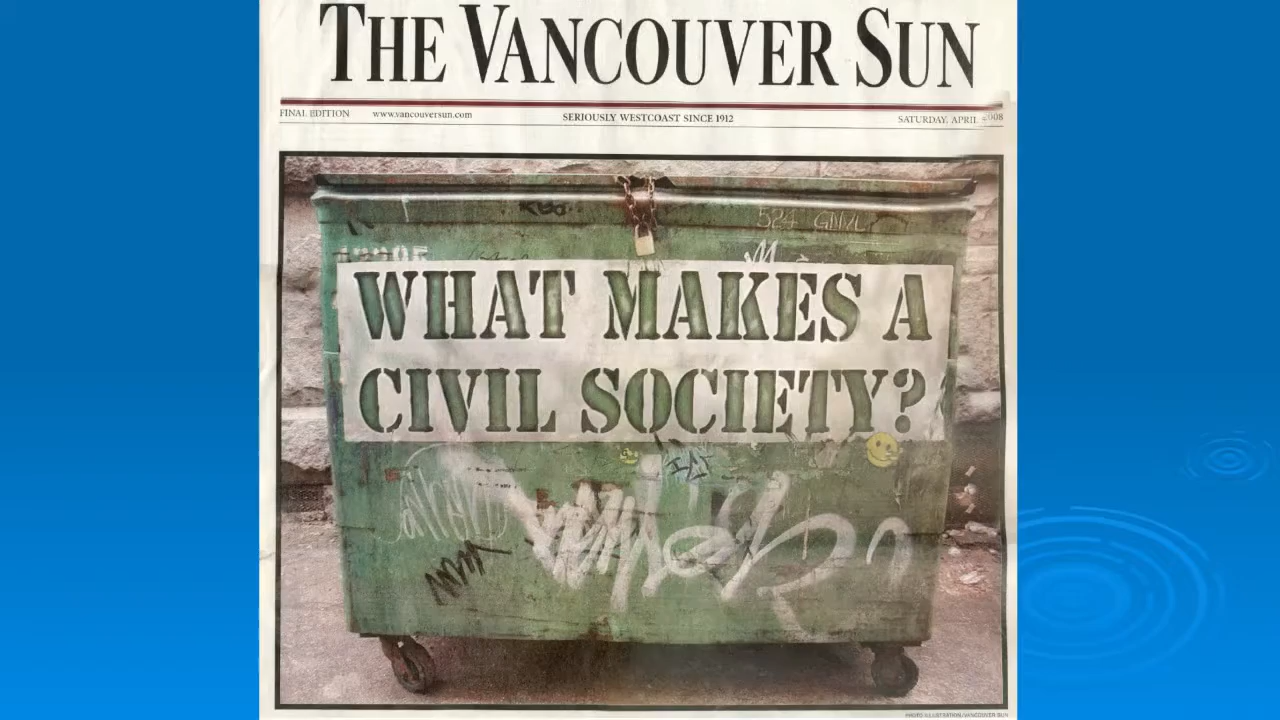 THE VANCOUVER SUN
FINAL EDITION www.vancouversun.com SERIOUSLY WESTCOAST SINCE 1912 SATURDAY, APRIL 2008
524
WHAT MAKES A
CIVIL SOCIETY?
PHOTO ILLUSTRATION/VANCOUVER SUN